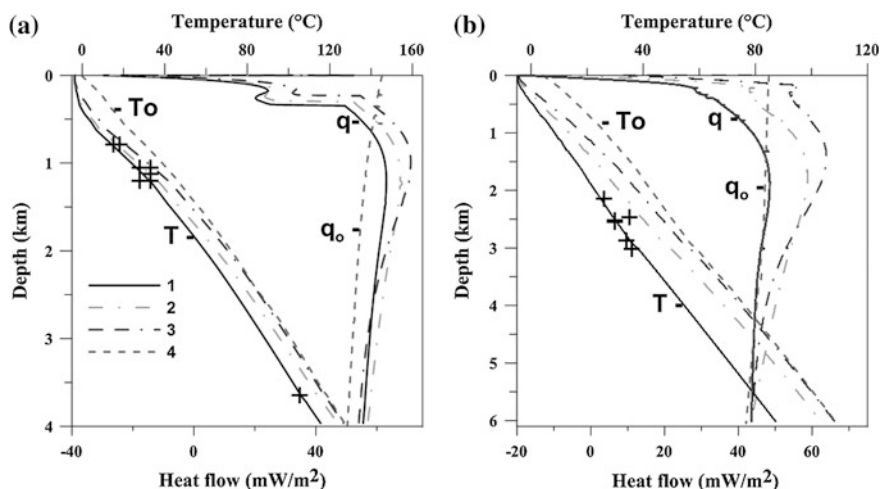 (a) Temperature (°C)
0 40 80 120 160
0
1
2
3
4
Depth (km)
To
q
qo
T
1
2
3
4
-40 0 40
Heat flow (mW/m²)
(b) Temperature (°C)
0 40 80 120
0
1
2
3
4
5
6
Depth (km)
To
q
qo
T
-20 0 20 40 60
Heat flow (mW/m²)